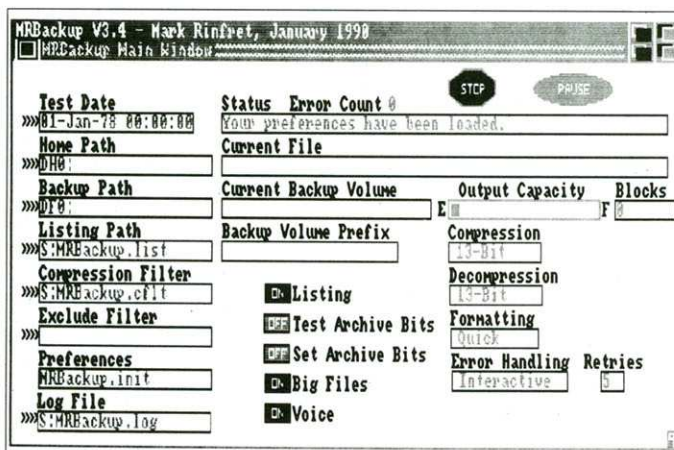 MRBackup V3.4 - Mark Rinfret, January 1990
MRBackup Main Window
STOP PAUSE
Test Date Status Error Count 0
>>>01-Jan-78 00:00:00 Your preferences have been loaded.
Home Path Current File
>>>DH0:
Backup Path Current Backup Volume Output Capacity Blocks
>>>DF0: E F 0
Listing Path Backup Volume Prefix Compression
>>>S:MRBackup.list 13-Bit
Compression Filter Decompression
>>>S:MRBackup.cflt ON Listing 13-Bit
Exclude Filter OFF Test Archive Bits Formatting
>>> Quick
Preferences OFF Set Archive Bits Error Handling Retries
MRBackup.init ON Big Files Interactive 5
Log File ON Voice
>>>S:MRBackup.log